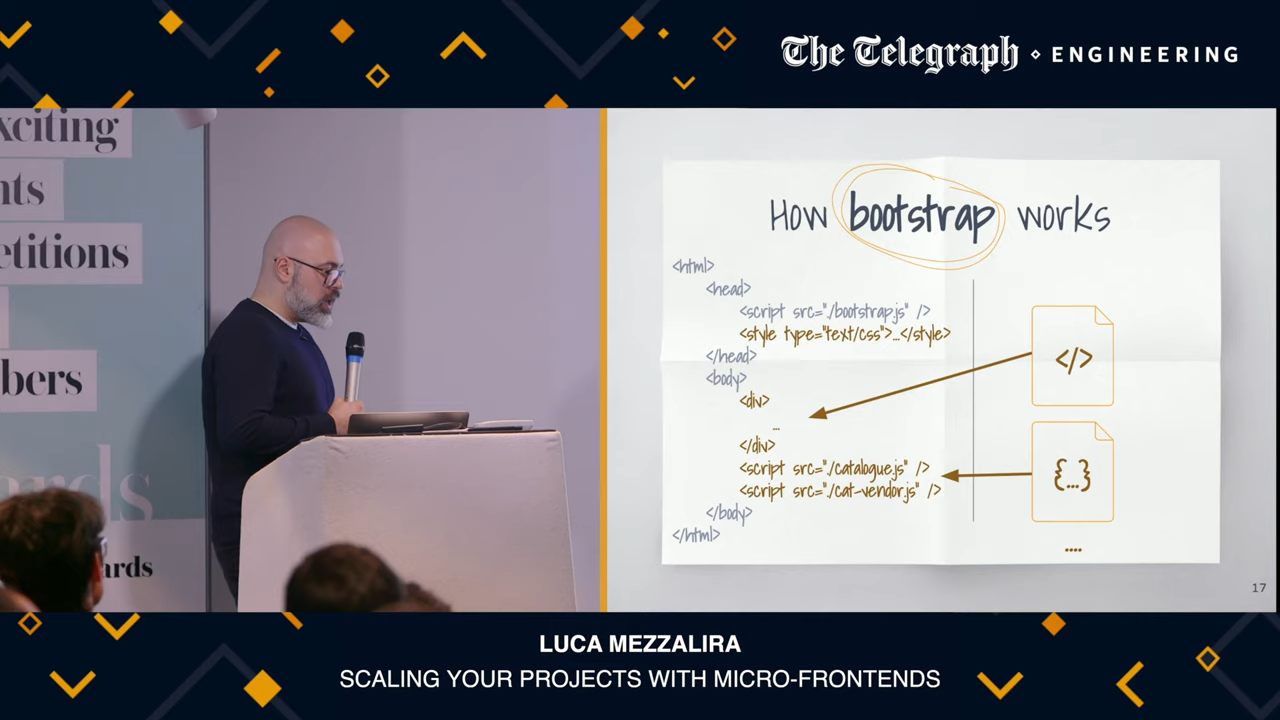 The Telegraph ENGINEERING
xciting
nts
etitions
bers
ards
ards
How bootstrap works
<html>
<head>
<script src="./bootstrap.js" />
<style type="text/css">...</style>
</head>
<body>
<div>
...
</div>
<script src="./catalogue.js" />
<script src="./cat-vendor.js" />
</body>
</html>
</>
{...}
....
17
LUCA MEZZALIRA
SCALING YOUR PROJECTS WITH MICRO-FRONTENDS